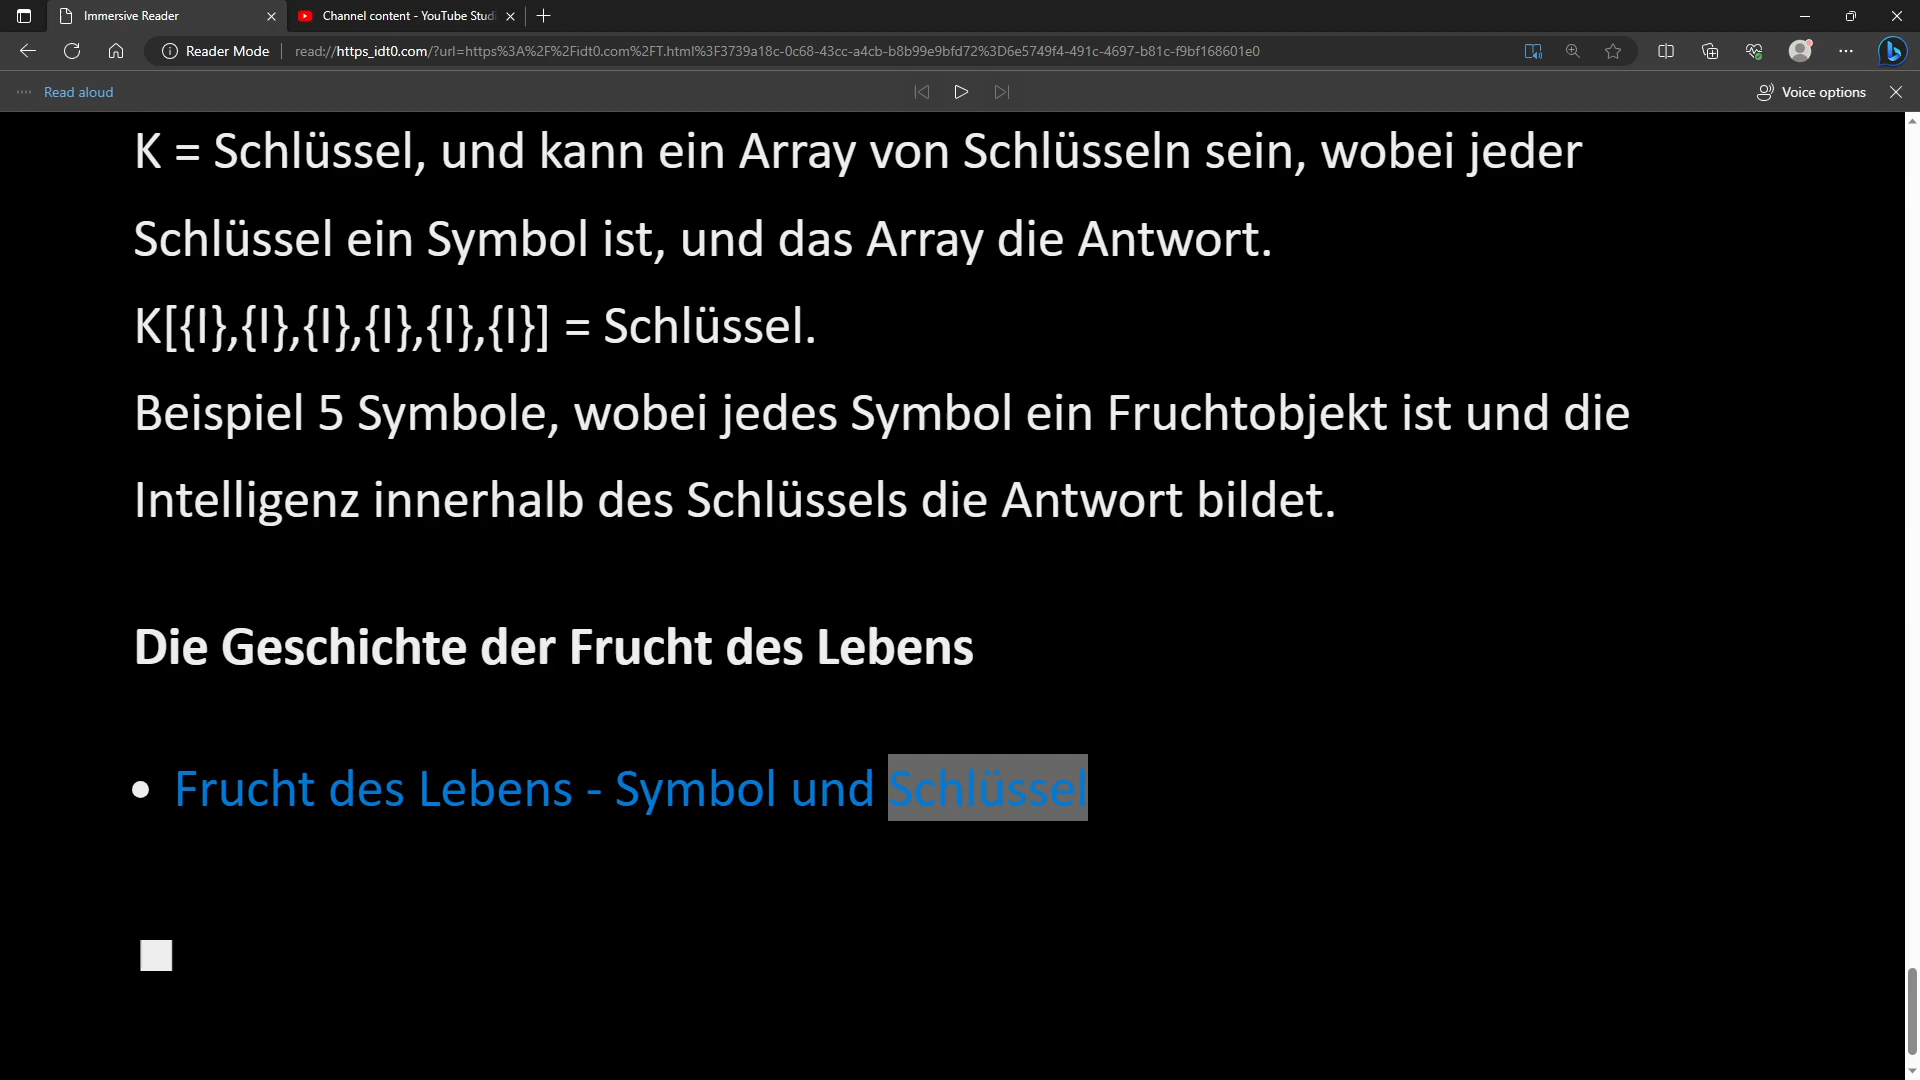 Immersive Reader
Channel content - YouTube Studi
Reader Mode
read://https_idt0.com/?url=https%3A%2F%2Fidt0.com%2FT.html%3F3739a18c-0c68-43cc-a4cb-b8b99e9bfd72%3D6e5749f4-491c-4697-b81c-f9bf168601e0
Read aloud
Voice options
K = Schlüssel, und kann ein Array von Schlüsseln sein, wobei jeder
Schlüssel ein Symbol ist, und das Array die Antwort.
K[{I},{I},{I},{I},{I},{I}] = Schlüssel.
Beispiel 5 Symbole, wobei jedes Symbol ein Fruchtobjekt ist und die
Intelligenz innerhalb des Schlüssels die Antwort bildet.
Die Geschichte der Frucht des Lebens
• Frucht des Lebens - Symbol und Schlüssel